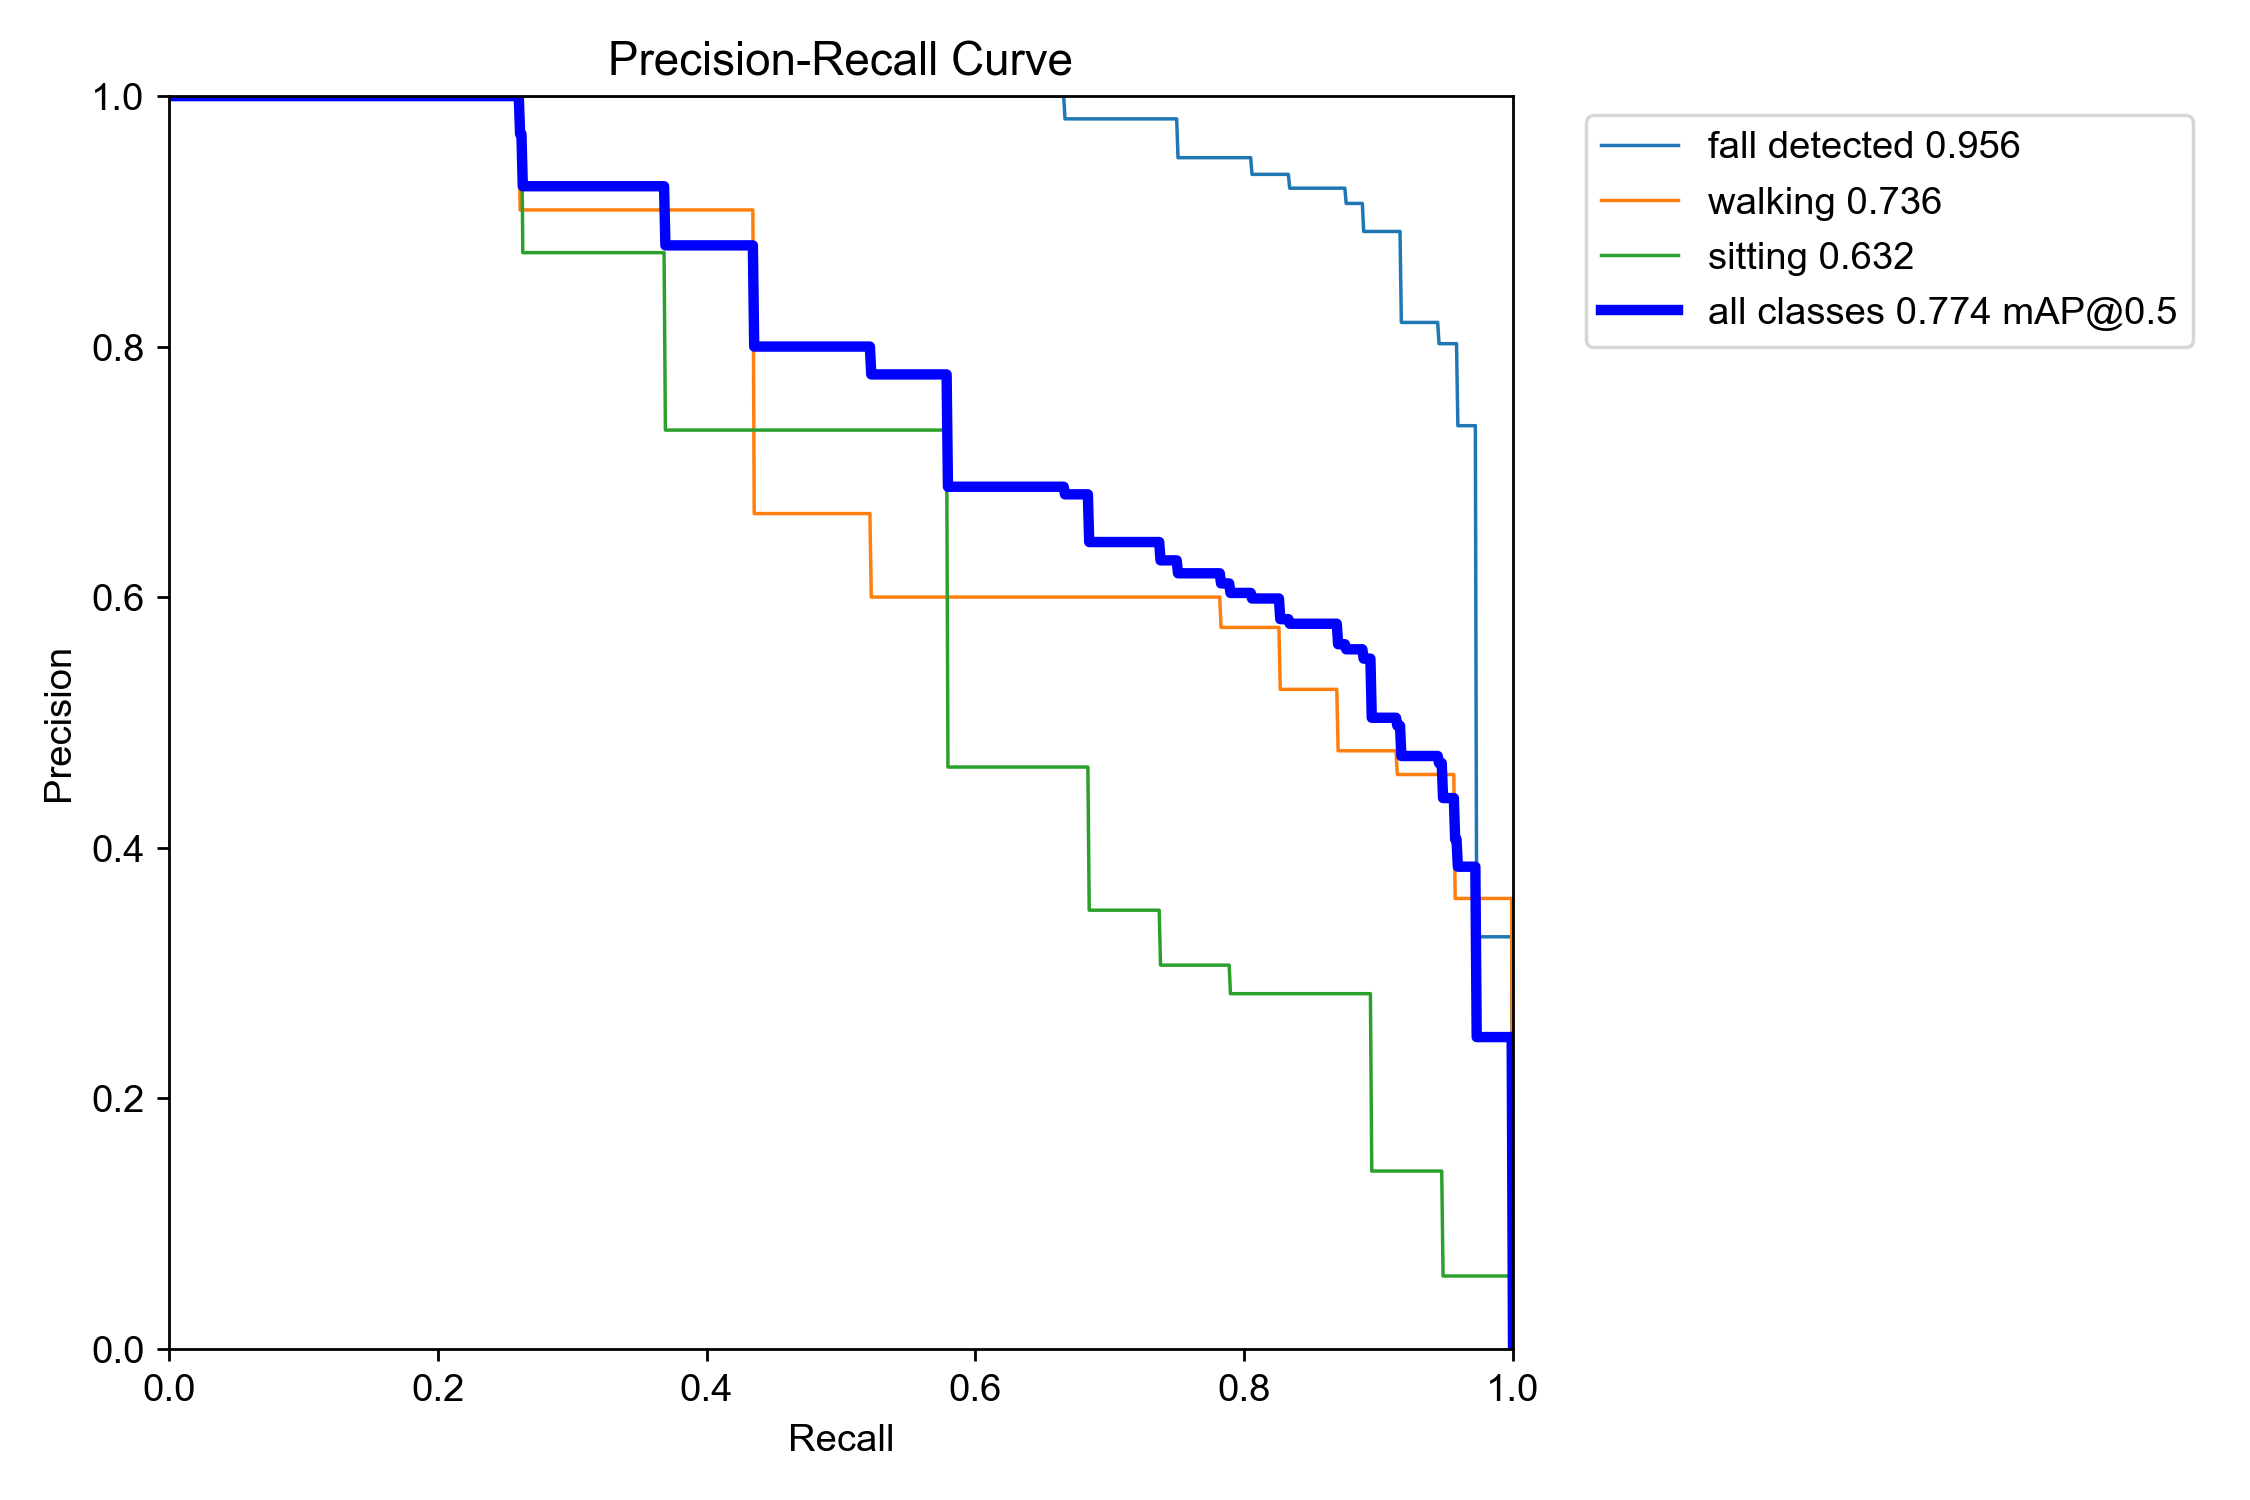 Precision-Recall Curve
1.0
0.8
0.6
0.4
0.2
0.0
Precision
0.0 0.2 0.4 0.6 0.8 1.0
Recall
fall detected 0.956
walking 0.736
sitting 0.632
all classes 0.774 mAP@0.5